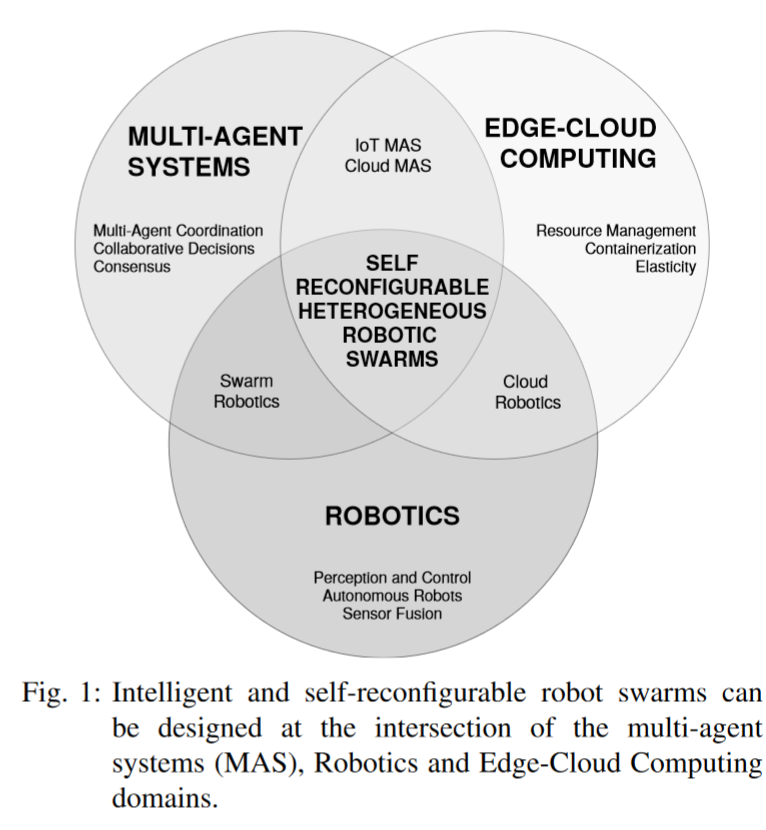 MULTI-AGENT
SYSTEMS
IoT MAS
Cloud MAS
EDGE-CLOUD
COMPUTING
Multi-Agent Coordination
Collaborative Decisions
Consensus
Resource Management
Containerization
Elasticity
SELF
RECONFIGURABLE
HETEROGENEOUS
ROBOTIC
SWARMS
Swarm
Robotics
Cloud
Robotics
ROBOTICS
Perception and Control
Autonomous Robots
Sensor Fusion
Fig. 1: Intelligent and self-reconfigurable robot swarms can
be designed at the intersection of the multi-agent
systems (MAS), Robotics and Edge-Cloud Computing
domains.